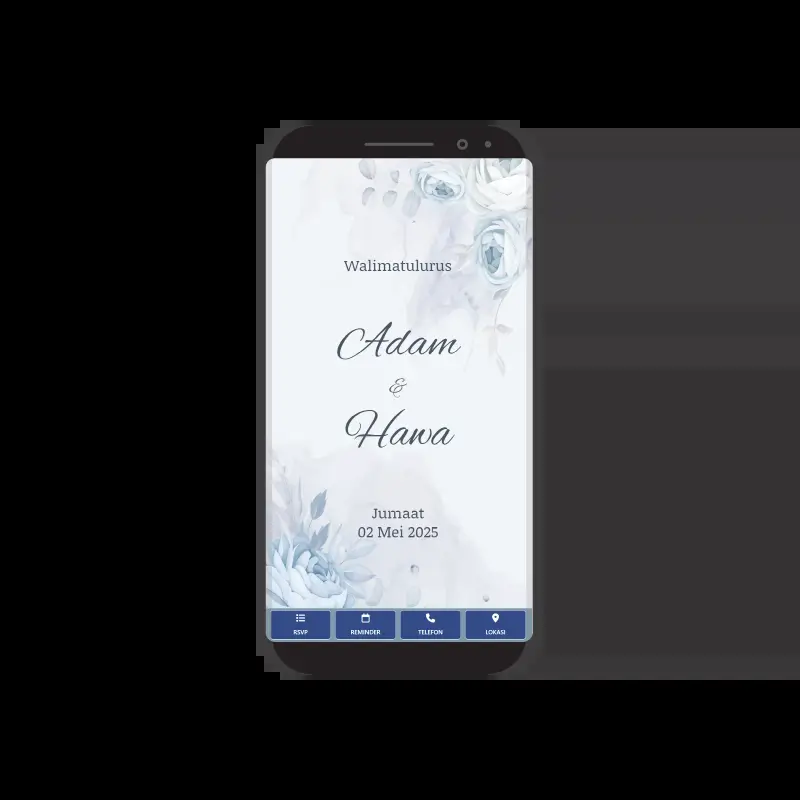 Walimatulurus
Adam
&
Hawa
Jumaat
02 Mei 2025
RSVP
REMINDER
TELEFON
LOKASI